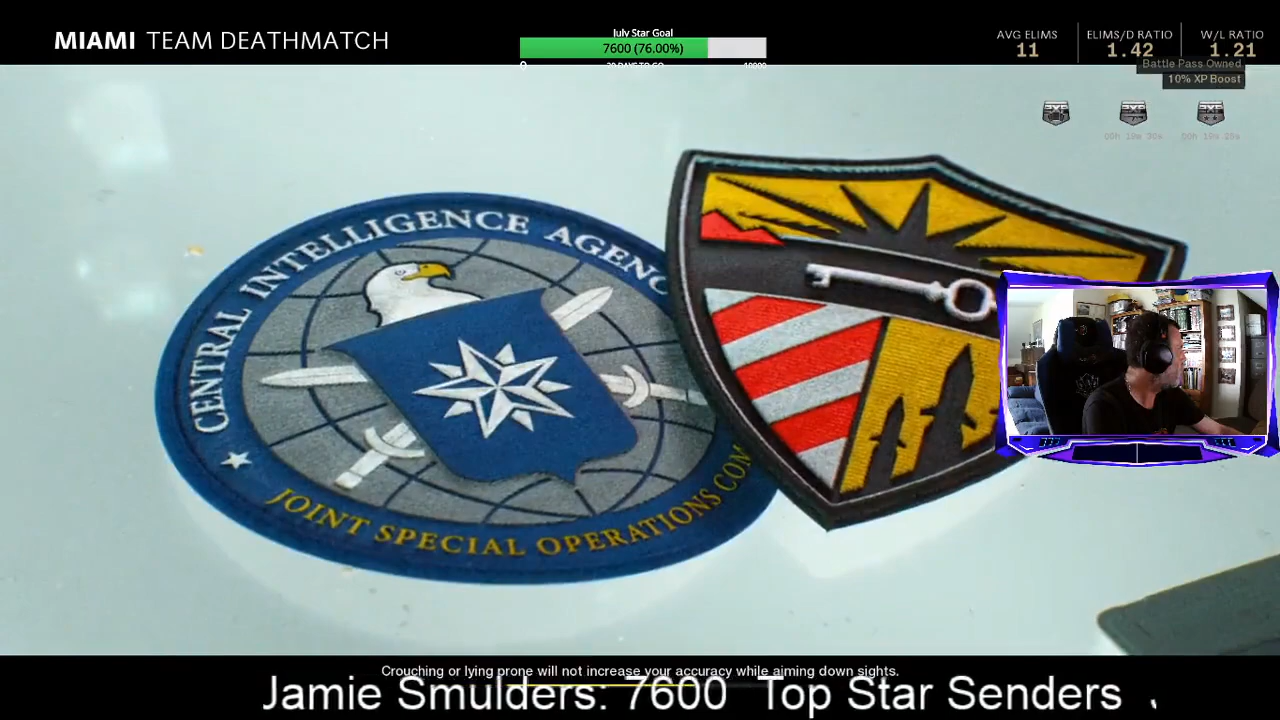 MIAMI TEAM DEATHMATCH
July Star Goal
7600 (76.00%)
AVG ELIMS
11
ELIMS/D RATIO
1.42
W/L RATIO
1.21
Battle Pass Owned
10% XP Boost
CENTRAL INTELLIGENCE AGENC
JOINT SPECIAL OPERATIONS COM
Crouching or lying prone will not increase your accuracy while aiming down sights.
Jamie Smulders: 7600 Top Star Senders